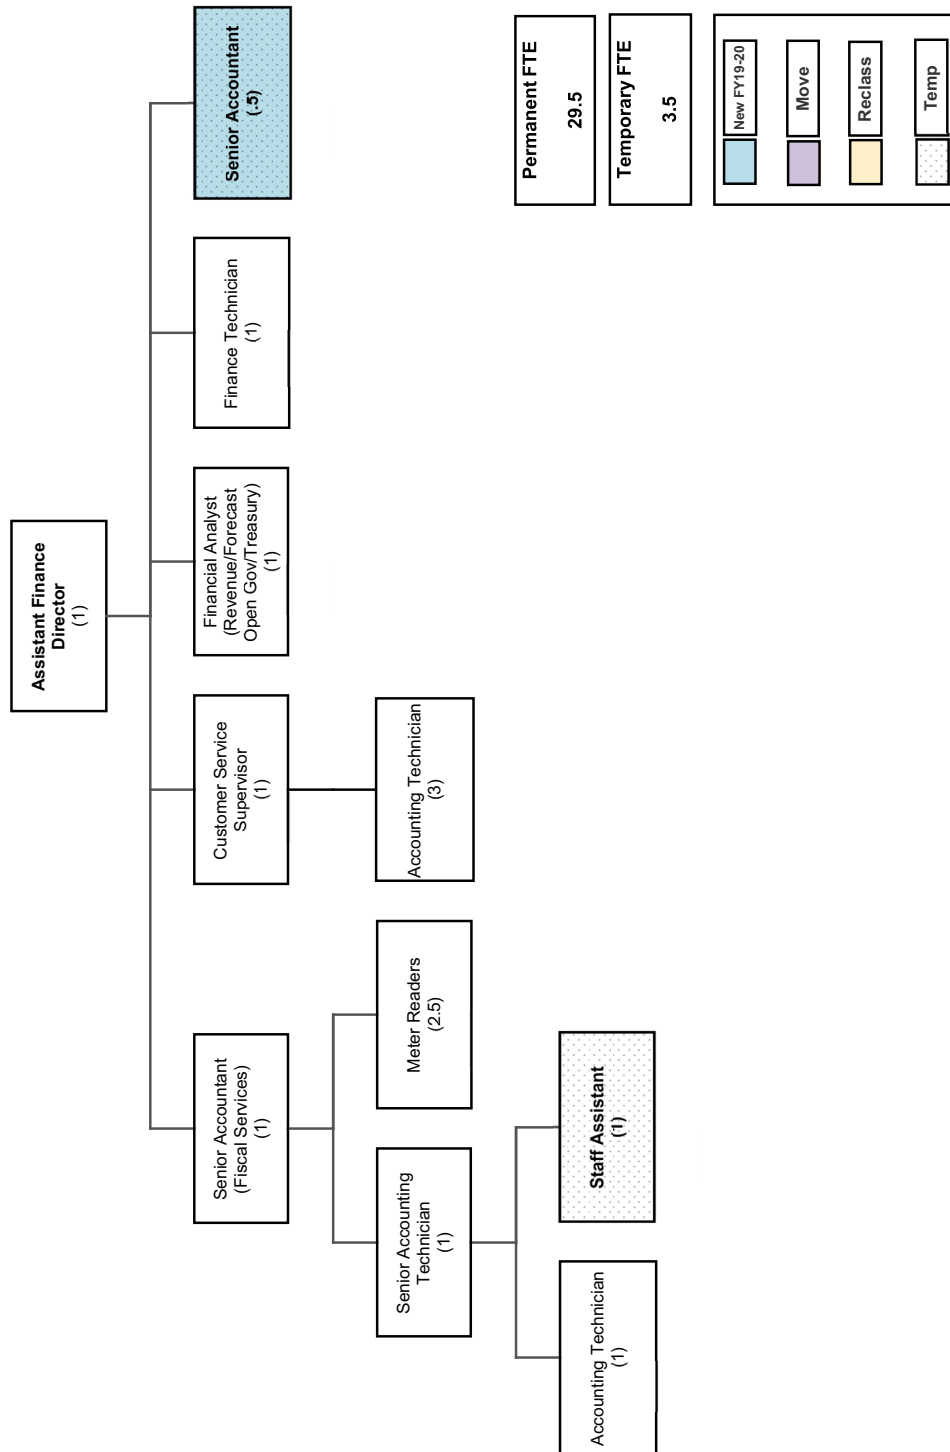 Assistant Finance
Director
(1)
Senior Accountant
(Fiscal Services)
(1)
Customer Service
Supervisor
(1)
Financial Analyst
(Revenue/Forecast
Open Gov/Treasury)
(1)
Finance Technician
(1)
Senior Accountant
(.5)
Senior Accounting
Technician
(1)
Meter Readers
(2.5)
Accounting Technician
(3)
Accounting Technician
(1)
Staff Assistant
(1)
Permanent FTE
29.5
Temporary FTE
3.5
New FY19-20
Move
Reclass
Temp